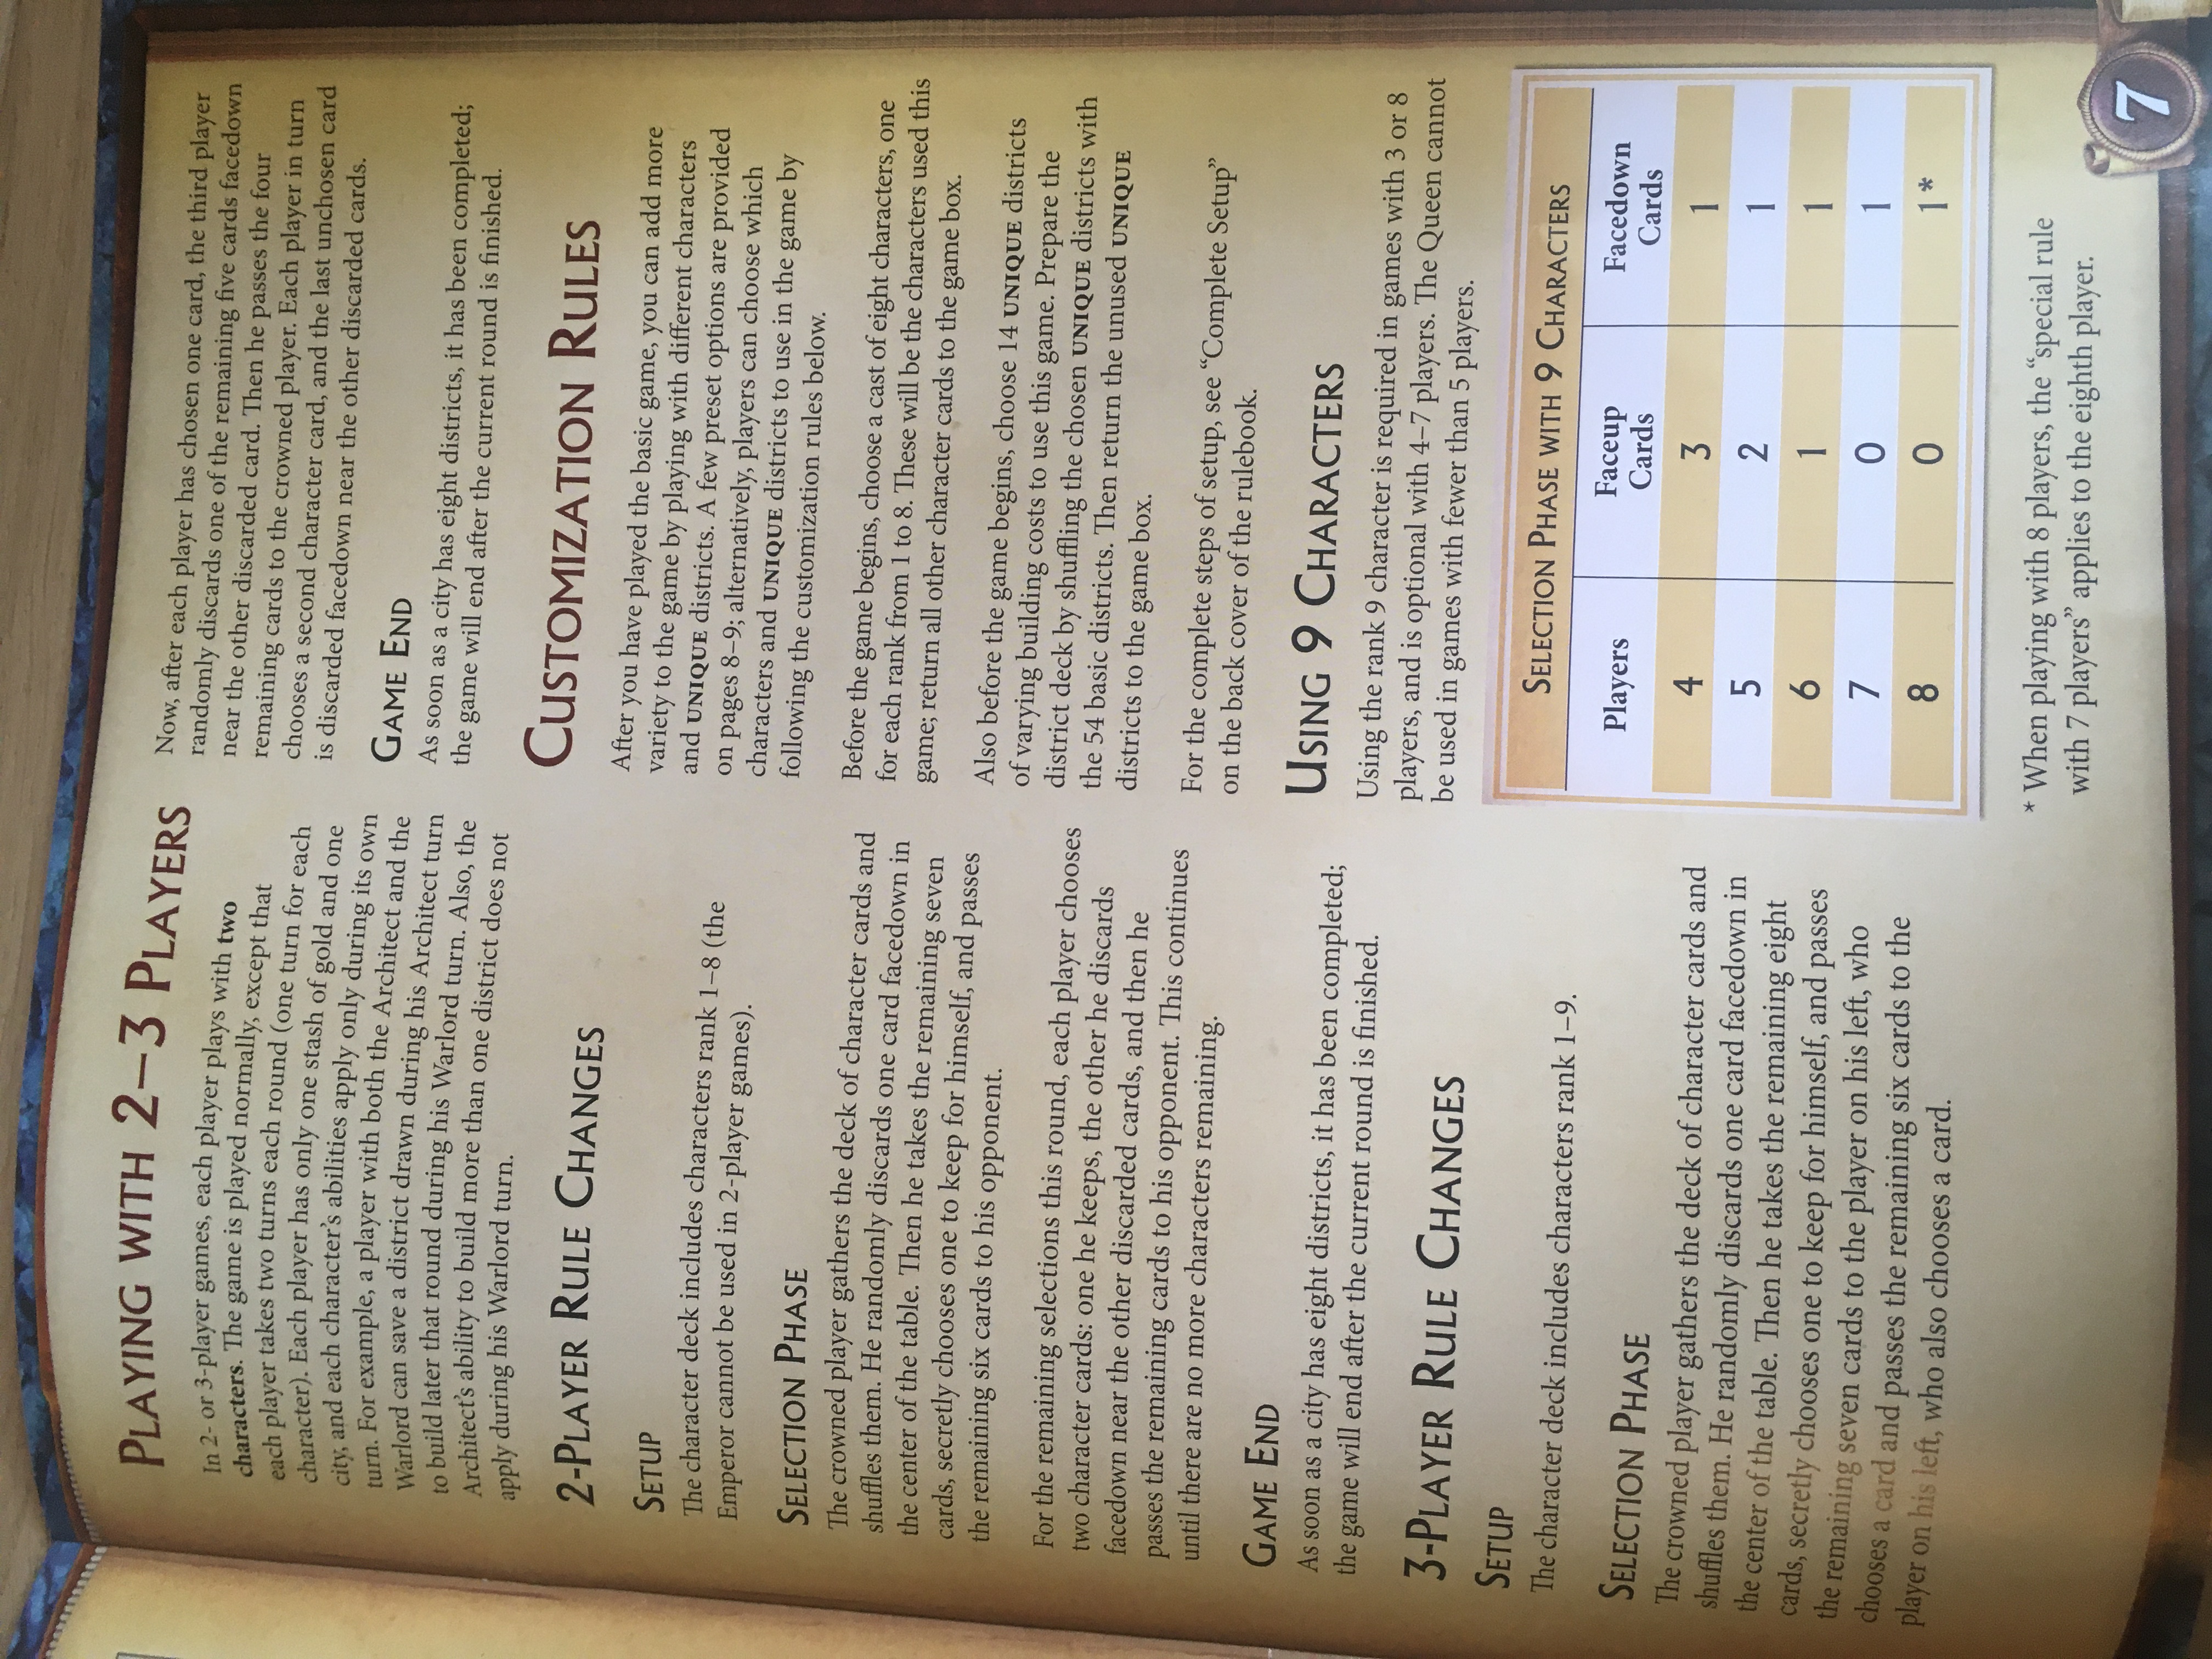 PLAYING WITH 2–3 PLAYERS
In 2- or 3-player games, each player plays with two
characters. The game is played normally, except that
each player takes two turns each round (one turn for each
character). Each player has only one stash of gold and one
city, and each character's abilities apply only during its own
turn. For example, a player with both the Architect and the
Warlord can save a district drawn during his Architect turn
to build later that round during his Warlord turn. Also, the
Architect's ability to build more than one district does not
apply during his Warlord turn.
2-PLAYER RULE CHANGES
SETUP
The character deck includes characters rank 1–8 (the
Emperor cannot be used in 2-player games).
SELECTION PHASE
The crowned player gathers the deck of character cards and
shuffles them. He randomly discards one card facedown in
the center of the table. Then he takes the remaining seven
cards, secretly chooses one to keep for himself, and passes
the remaining six cards to his opponent.
For the remaining selections this round, each player chooses
two character cards: one he keeps, the other he discards
facedown near the other discarded cards, and then he
passes the remaining cards to his opponent. This continues
until there are no more characters remaining.
GAME END
As soon as a city has eight districts, it has been completed;
the game will end after the current round is finished.
3-PLAYER RULE CHANGES
SETUP
The character deck includes characters rank 1–9.
SELECTION PHASE
The crowned player gathers the deck of character cards and
shuffles them. He randomly discards one card facedown in
the center of the table. Then he takes the remaining eight
cards, secretly chooses one to keep for himself, and passes
the remaining seven cards to the player on his left, who
chooses a card and passes the remaining six cards to the
player on his left, who also chooses a card.
Now, after each player has chosen one card, the third player
randomly discards one of the remaining five cards facedown
near the other discarded card. Then he passes the four
remaining cards to the crowned player. Each player in turn
chooses a second character card, and the last unchosen card
is discarded facedown near the other discarded cards.
GAME END
As soon as a city has eight districts, it has been completed;
the game will end after the current round is finished.
CUSTOMIZATION RULES
After you have played the basic game, you can add more
variety to the game by playing with different characters
and UNIQUE districts. A few preset options are provided
on pages 8–9; alternatively, players can choose which
characters and UNIQUE districts to use in the game by
following the customization rules below.
Before the game begins, choose a cast of eight characters, one
for each rank from 1 to 8. These will be the characters used this
game; return all other character cards to the game box.
Also before the game begins, choose 14 UNIQUE districts
of varying building costs to use this game. Prepare the
district deck by shuffling the chosen UNIQUE districts with
the 54 basic districts. Then return the unused UNIQUE
districts to the game box.
For the complete steps of setup, see “Complete Setup”
on the back cover of the rulebook.
USING 9 CHARACTERS
Using the rank 9 character is required in games with 3 or 8
players, and is optional with 4–7 players. The Queen cannot
be used in games with fewer than 5 players.
SELECTION PHASE WITH 9 CHARACTERS
Players Faceup Cards Facedown Cards
4 3 1
5 2 1
6 1 1
7 0 1
8 0 1*
* When playing with 8 players, the “special rule
with 7 players” applies to the eighth player.
7